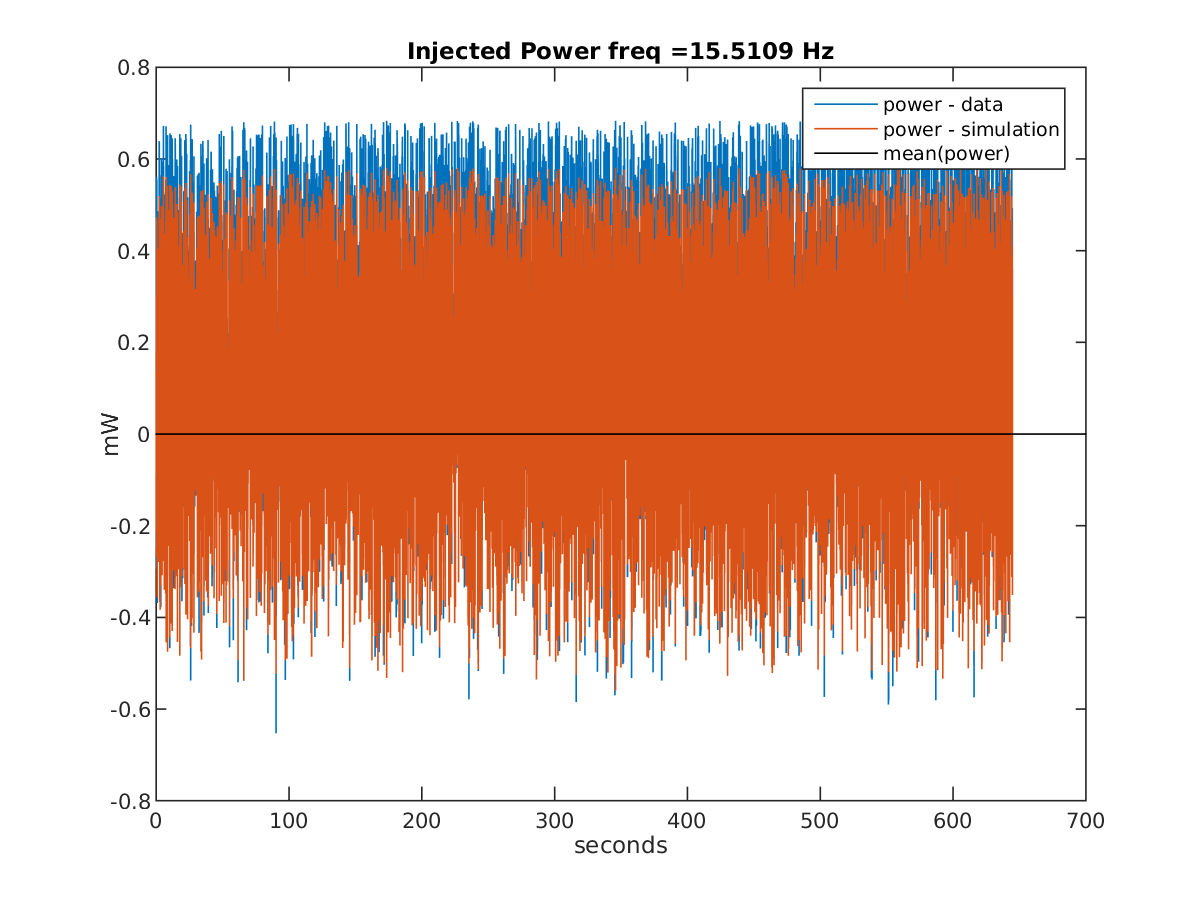 Injected Power freq =15.5109 Hz
0.8
0.6
0.4
0.2
0
-0.2
-0.4
-0.6
-0.8
mW
power - data
power - simulation
mean(power)
0 100 200 300 400 500 600 700
seconds